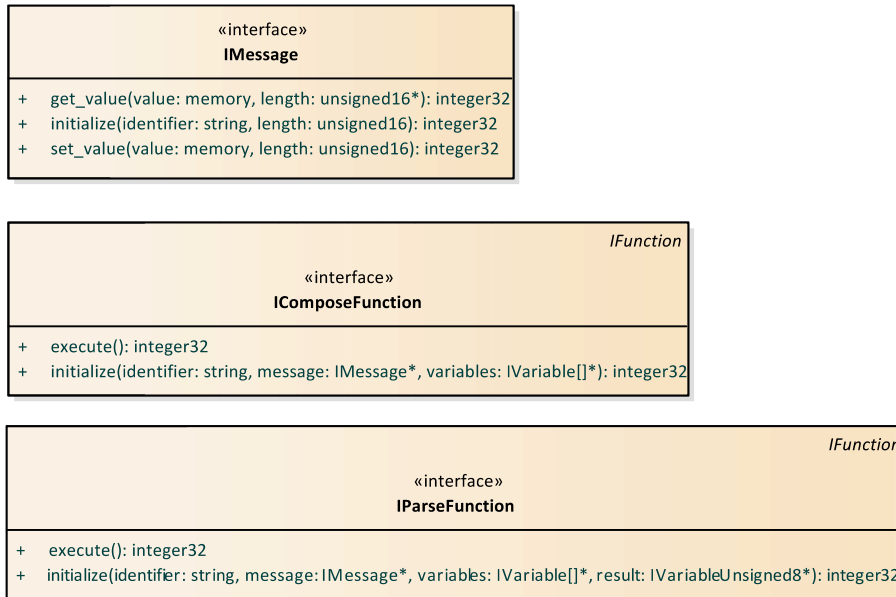 «interface»
IMessage
+ get_value(value: memory, length: unsigned16*): integer32
+ initialize(identifier: string, length: unsigned16): integer32
+ set_value(value: memory, length: unsigned16): integer32
IFunction
«interface»
IComposeFunction
+ execute(): integer32
+ initialize(identifier: string, message: IMessage*, variables: IVariable[]*): integer32
IFunction
«interface»
IParseFunction
+ execute(): integer32
+ initialize(identifier: string, message: IMessage*, variables: IVariable[]*, result: IVariableUnsigned8*): integer32